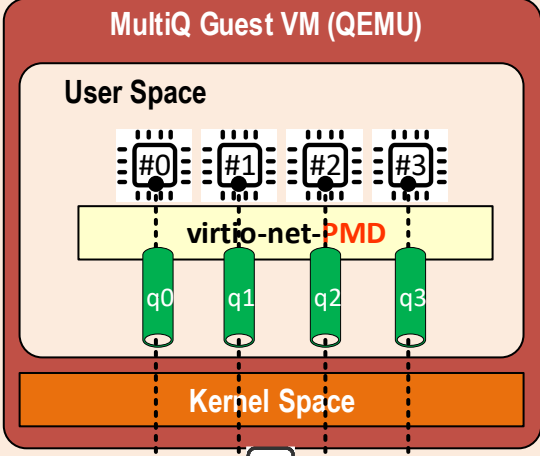 MultiQ Guest VM (QEMU)
User Space
#0 #1 #2 #3
virtio-net-PMD
q0 q1 q2 q3
Kernel Space